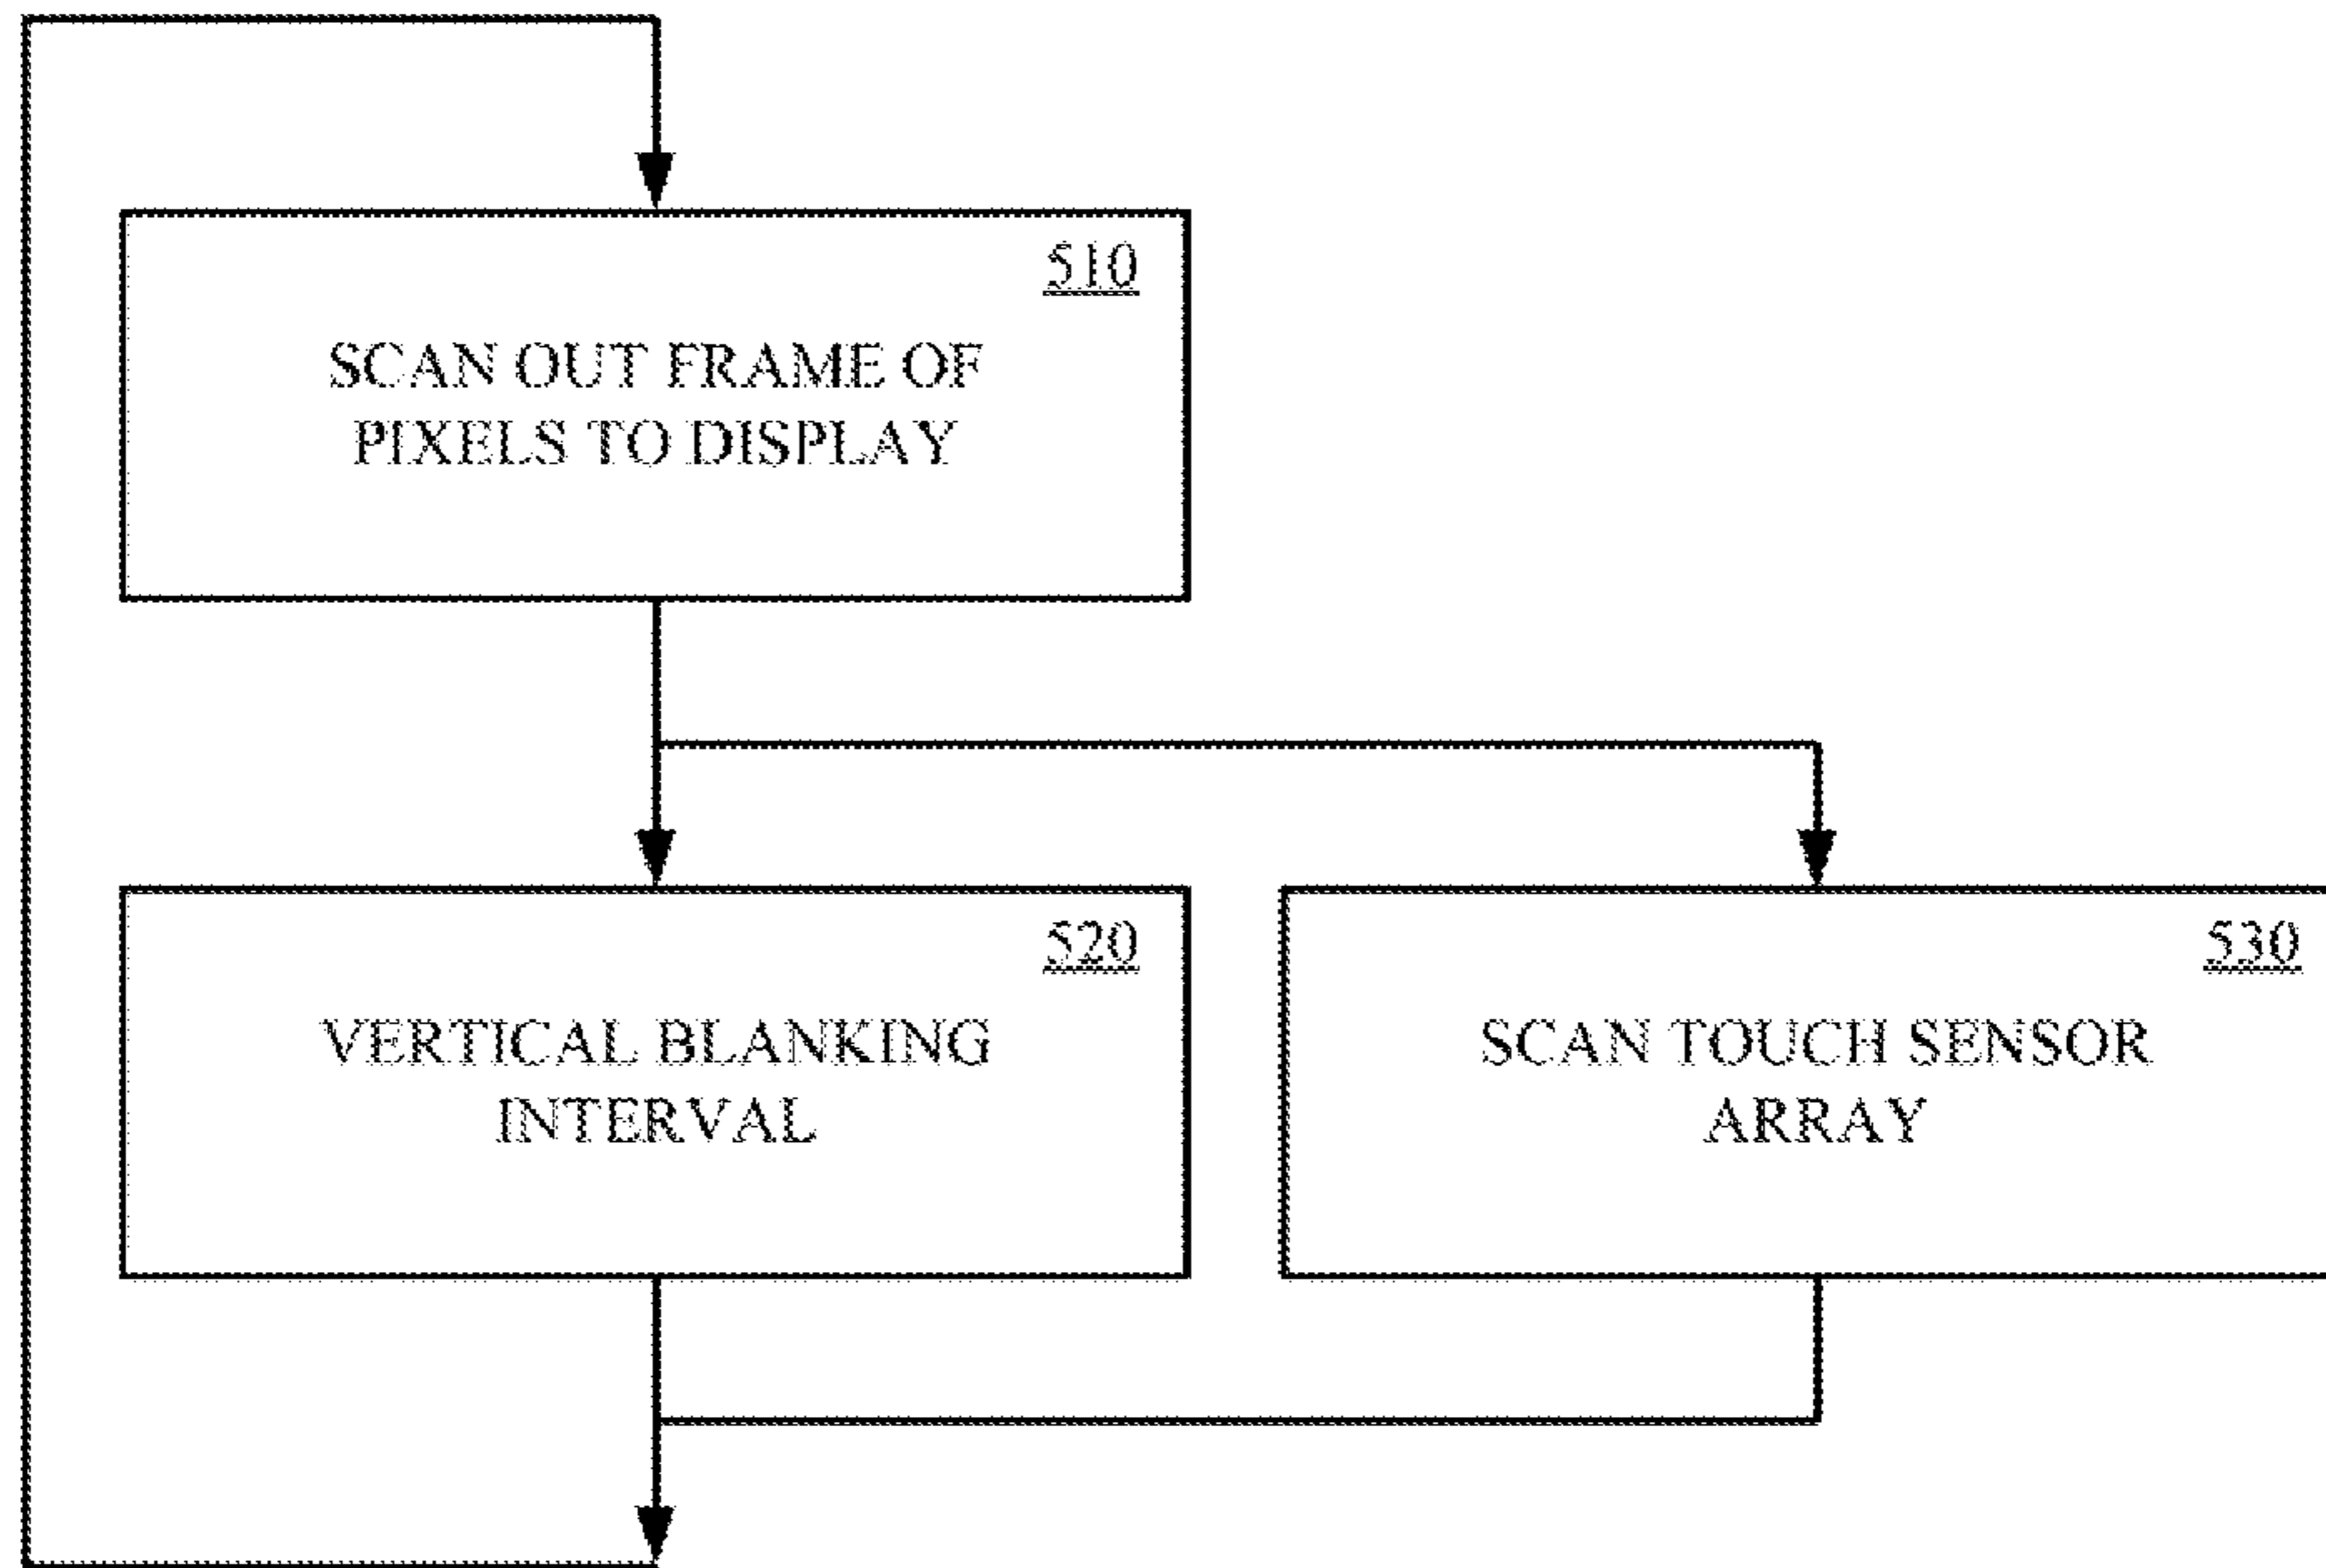 510
SCAN OUT FRAME OF
PIXELS TO DISPLAY
520
VERTICAL BLANKING
INTERVAL
530
SCAN TOUCH SENSOR
ARRAY